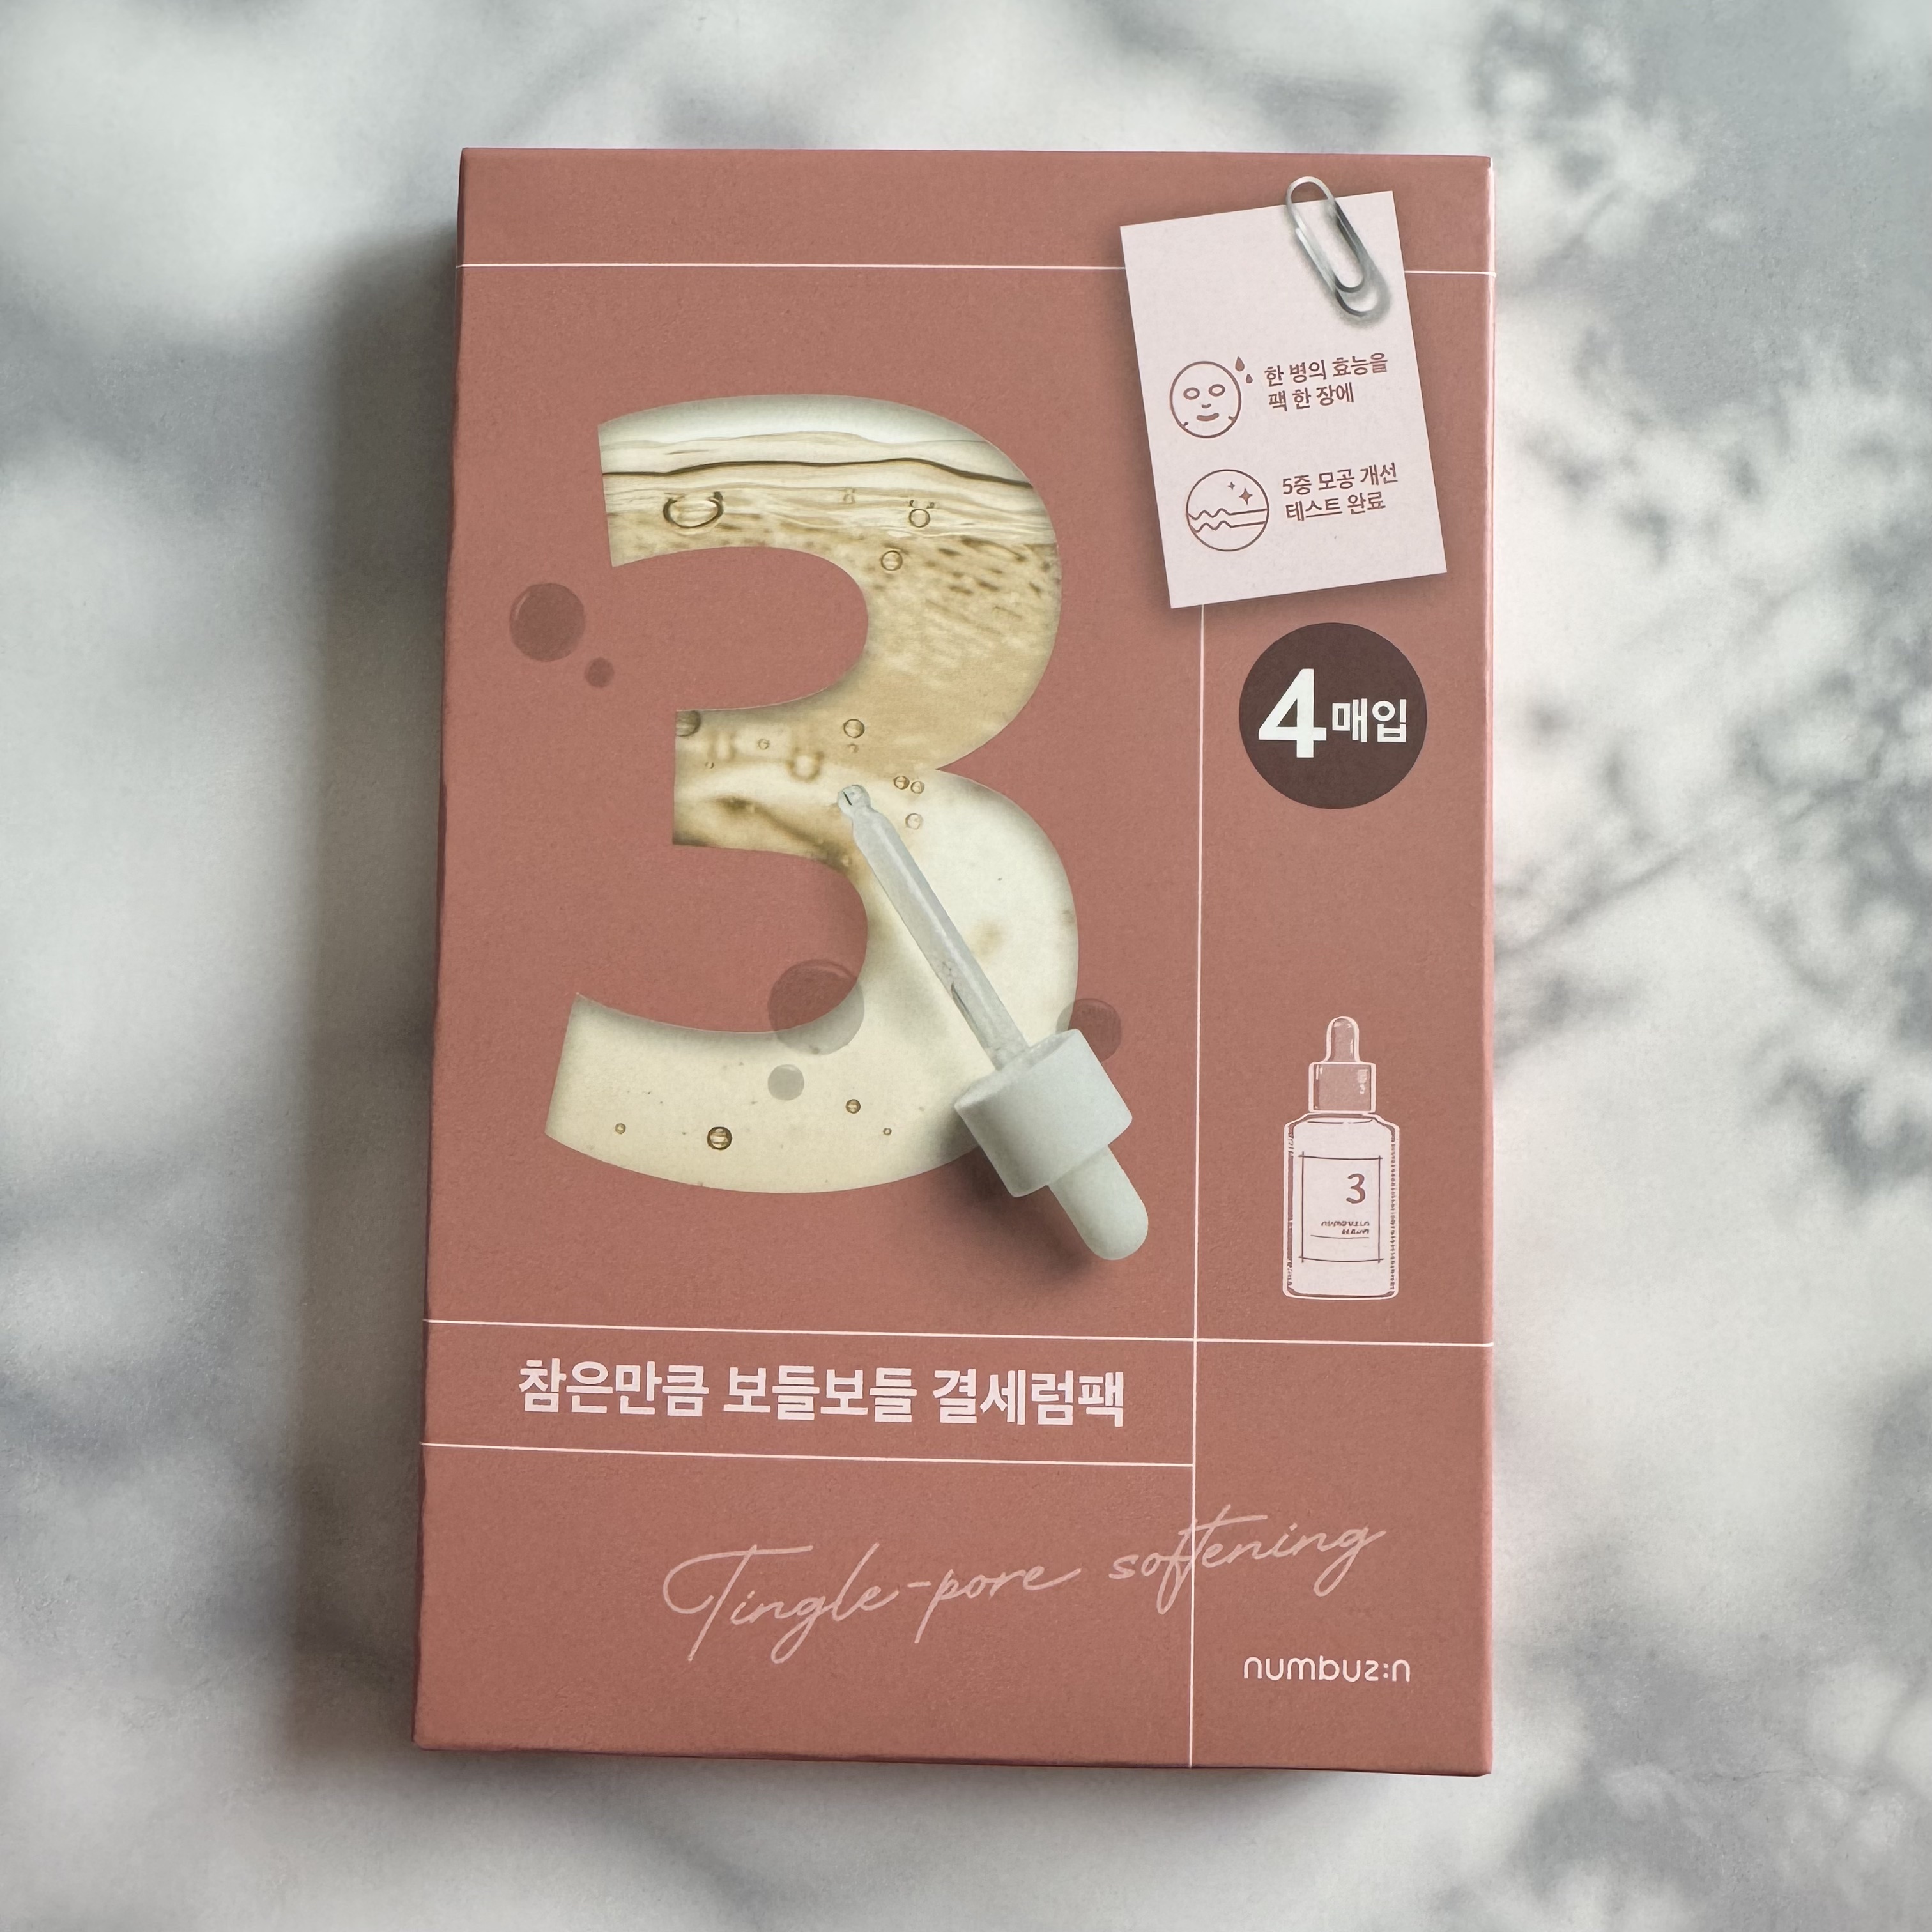 한 병의 효능을
팩 한 장에
5중 모공 개선
테스트 완료
3
4매입
3
참은만큼 보들보들 결세럼팩
Tingle-pore softening
numbuz:n